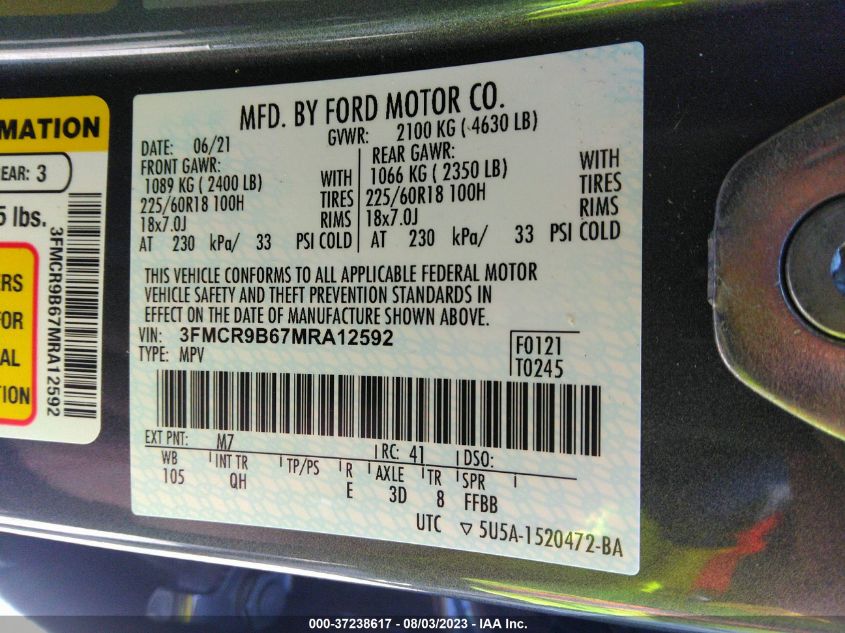 MFD. BY FORD MOTOR CO.
DATE: 06/21 GVWR: 2100 KG ( 4630 LB)
FRONT GAWR: REAR GAWR:
1089 KG ( 2400 LB) WITH 1066 KG ( 2350 LB) WITH
225/60R18 100H TIRES 225/60R18 100H TIRES
18x7.0J RIMS 18x7.0J RIMS
AT 230 kPa/ 33 PSI COLD AT 230 kPa/ 33 PSI COLD
THIS VEHICLE CONFORMS TO ALL APPLICABLE FEDERAL MOTOR
VEHICLE SAFETY AND THEFT PREVENTION STANDARDS IN
EFFECT ON THE DATE OF MANUFACTURE SHOWN ABOVE.
VIN: 3FMCR9B67MRA12592
TYPE: MPV
F0121
T0245
EXT PNT: M7 RC: 41 DSO:
WB INT TR TP/PS R AXLE TR SPR
105 QH E 3D 8 FFBB
UTC ▽ 5U5A-1520472-BA
MATION
EAR: 3
5 lbs.
3FMCR9B67MRA12592
ERS
FOR
AL
TION
000-37238617 - 08/03/2023 - IAA Inc.